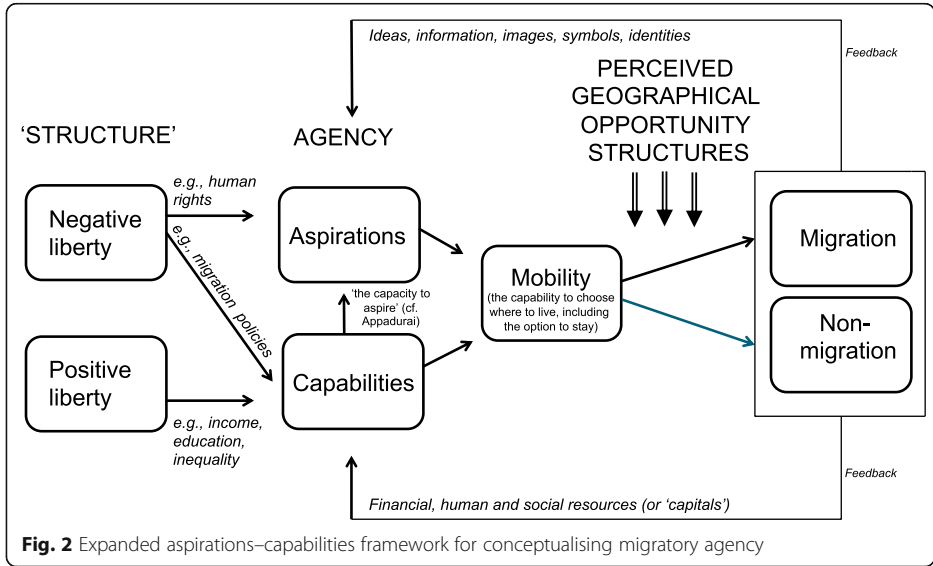 Ideas, information, images, symbols, identities
Feedback
PERCEIVED
GEOGRAPHICAL
OPPORTUNITY
STRUCTURES
'STRUCTURE'
AGENCY
Negative
liberty
e.g., human
rights
e.g., migration policies
Aspirations
'the capacity to
aspire' (cf.
Appadurai)
Mobility
(the capability to choose
where to live, including
the option to stay)
Migration
Non-
migration
Positive
liberty
e.g., income,
education,
inequality
Capabilities
Feedback
Financial, human and social resources (or 'capitals')
Fig. 2 Expanded aspirations–capabilities framework for conceptualising migratory agency